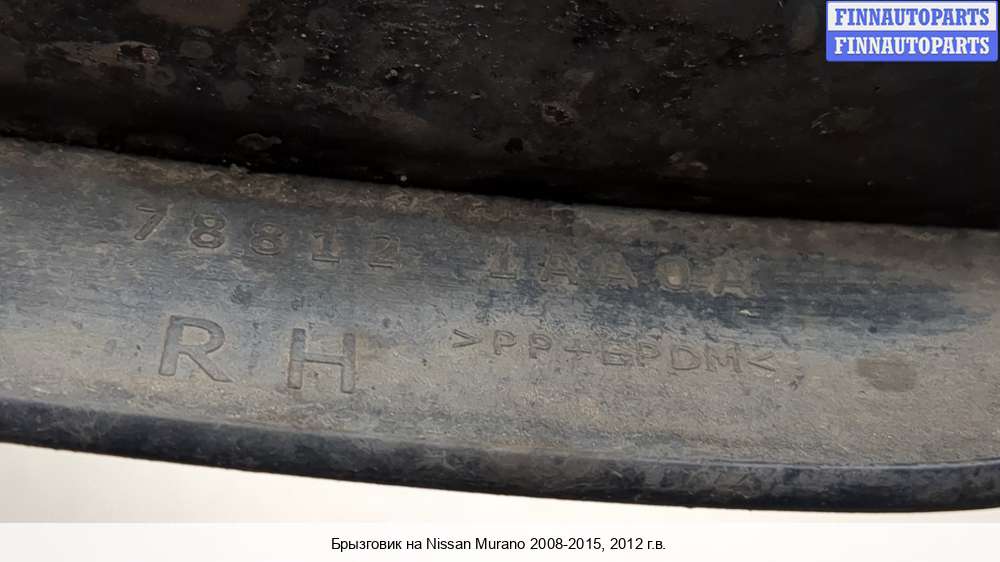 FINNAUTOPARTS
FINNAUTOPARTS
78812 1AA0A
RH >PP+EPDM<
Брызговик на Nissan Murano 2008-2015, 2012 г.в.